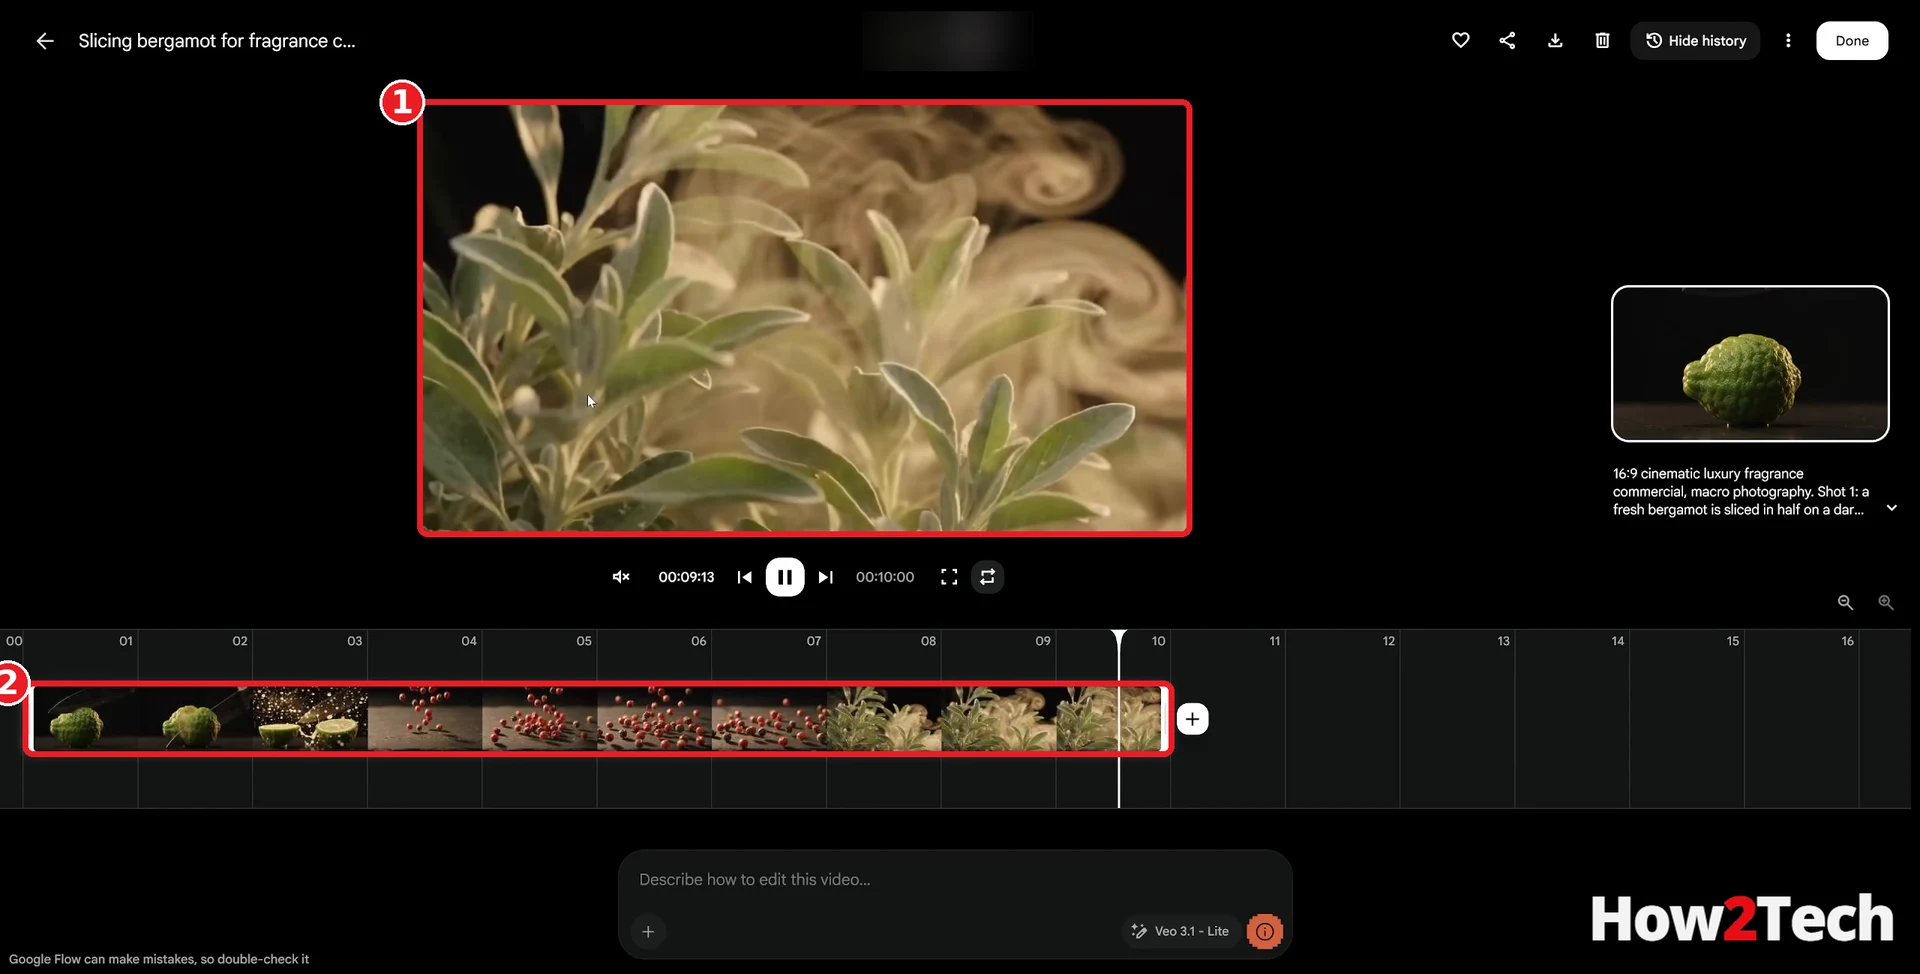 Slicing bergamot for fragrance c...
Hide history
Done
1
16:9 cinematic luxury fragrance
commercial, macro photography. Shot 1: a
fresh bergamot is sliced in half on a dar...
00:09:13
00:10:00
00 01 02 03 04 05 06 07 08 09 10 11 12 13 14 15 16
2
Describe how to edit this video...
Veo 3.1 - Lite
How2Tech
Google Flow can make mistakes, so double-check it